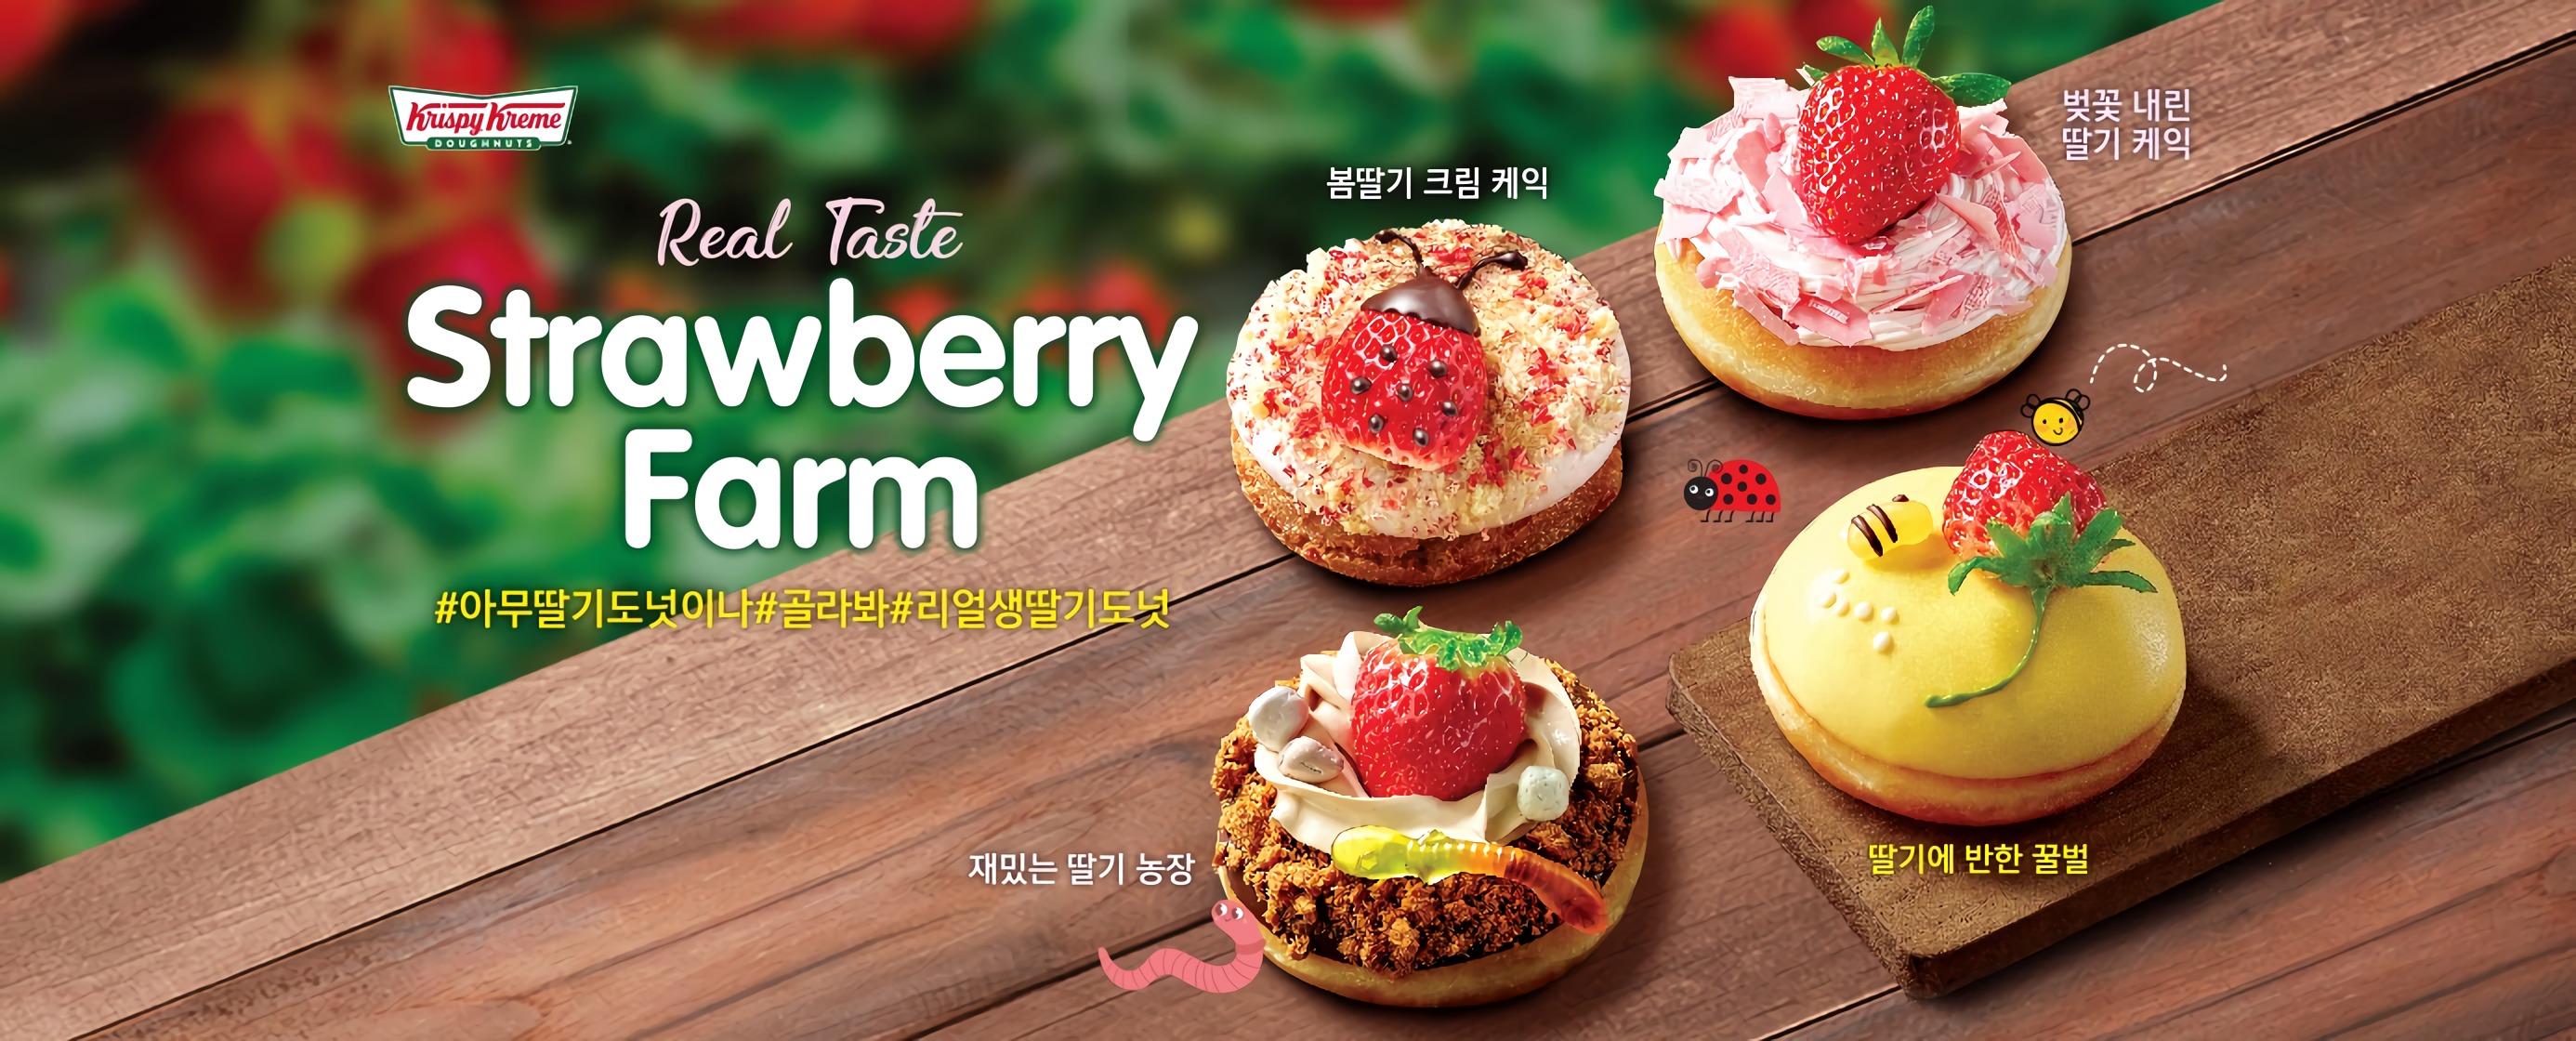 Krispy Kreme
DOUGHNUTS
Real Taste
Strawberry
Farm
#아무딸기도넛이나#골라봐#리얼생딸기도넛
봄딸기 크림 케익
벚꽃 내린
딸기 케익
재밌는 딸기 농장
딸기에 반한 꿀벌